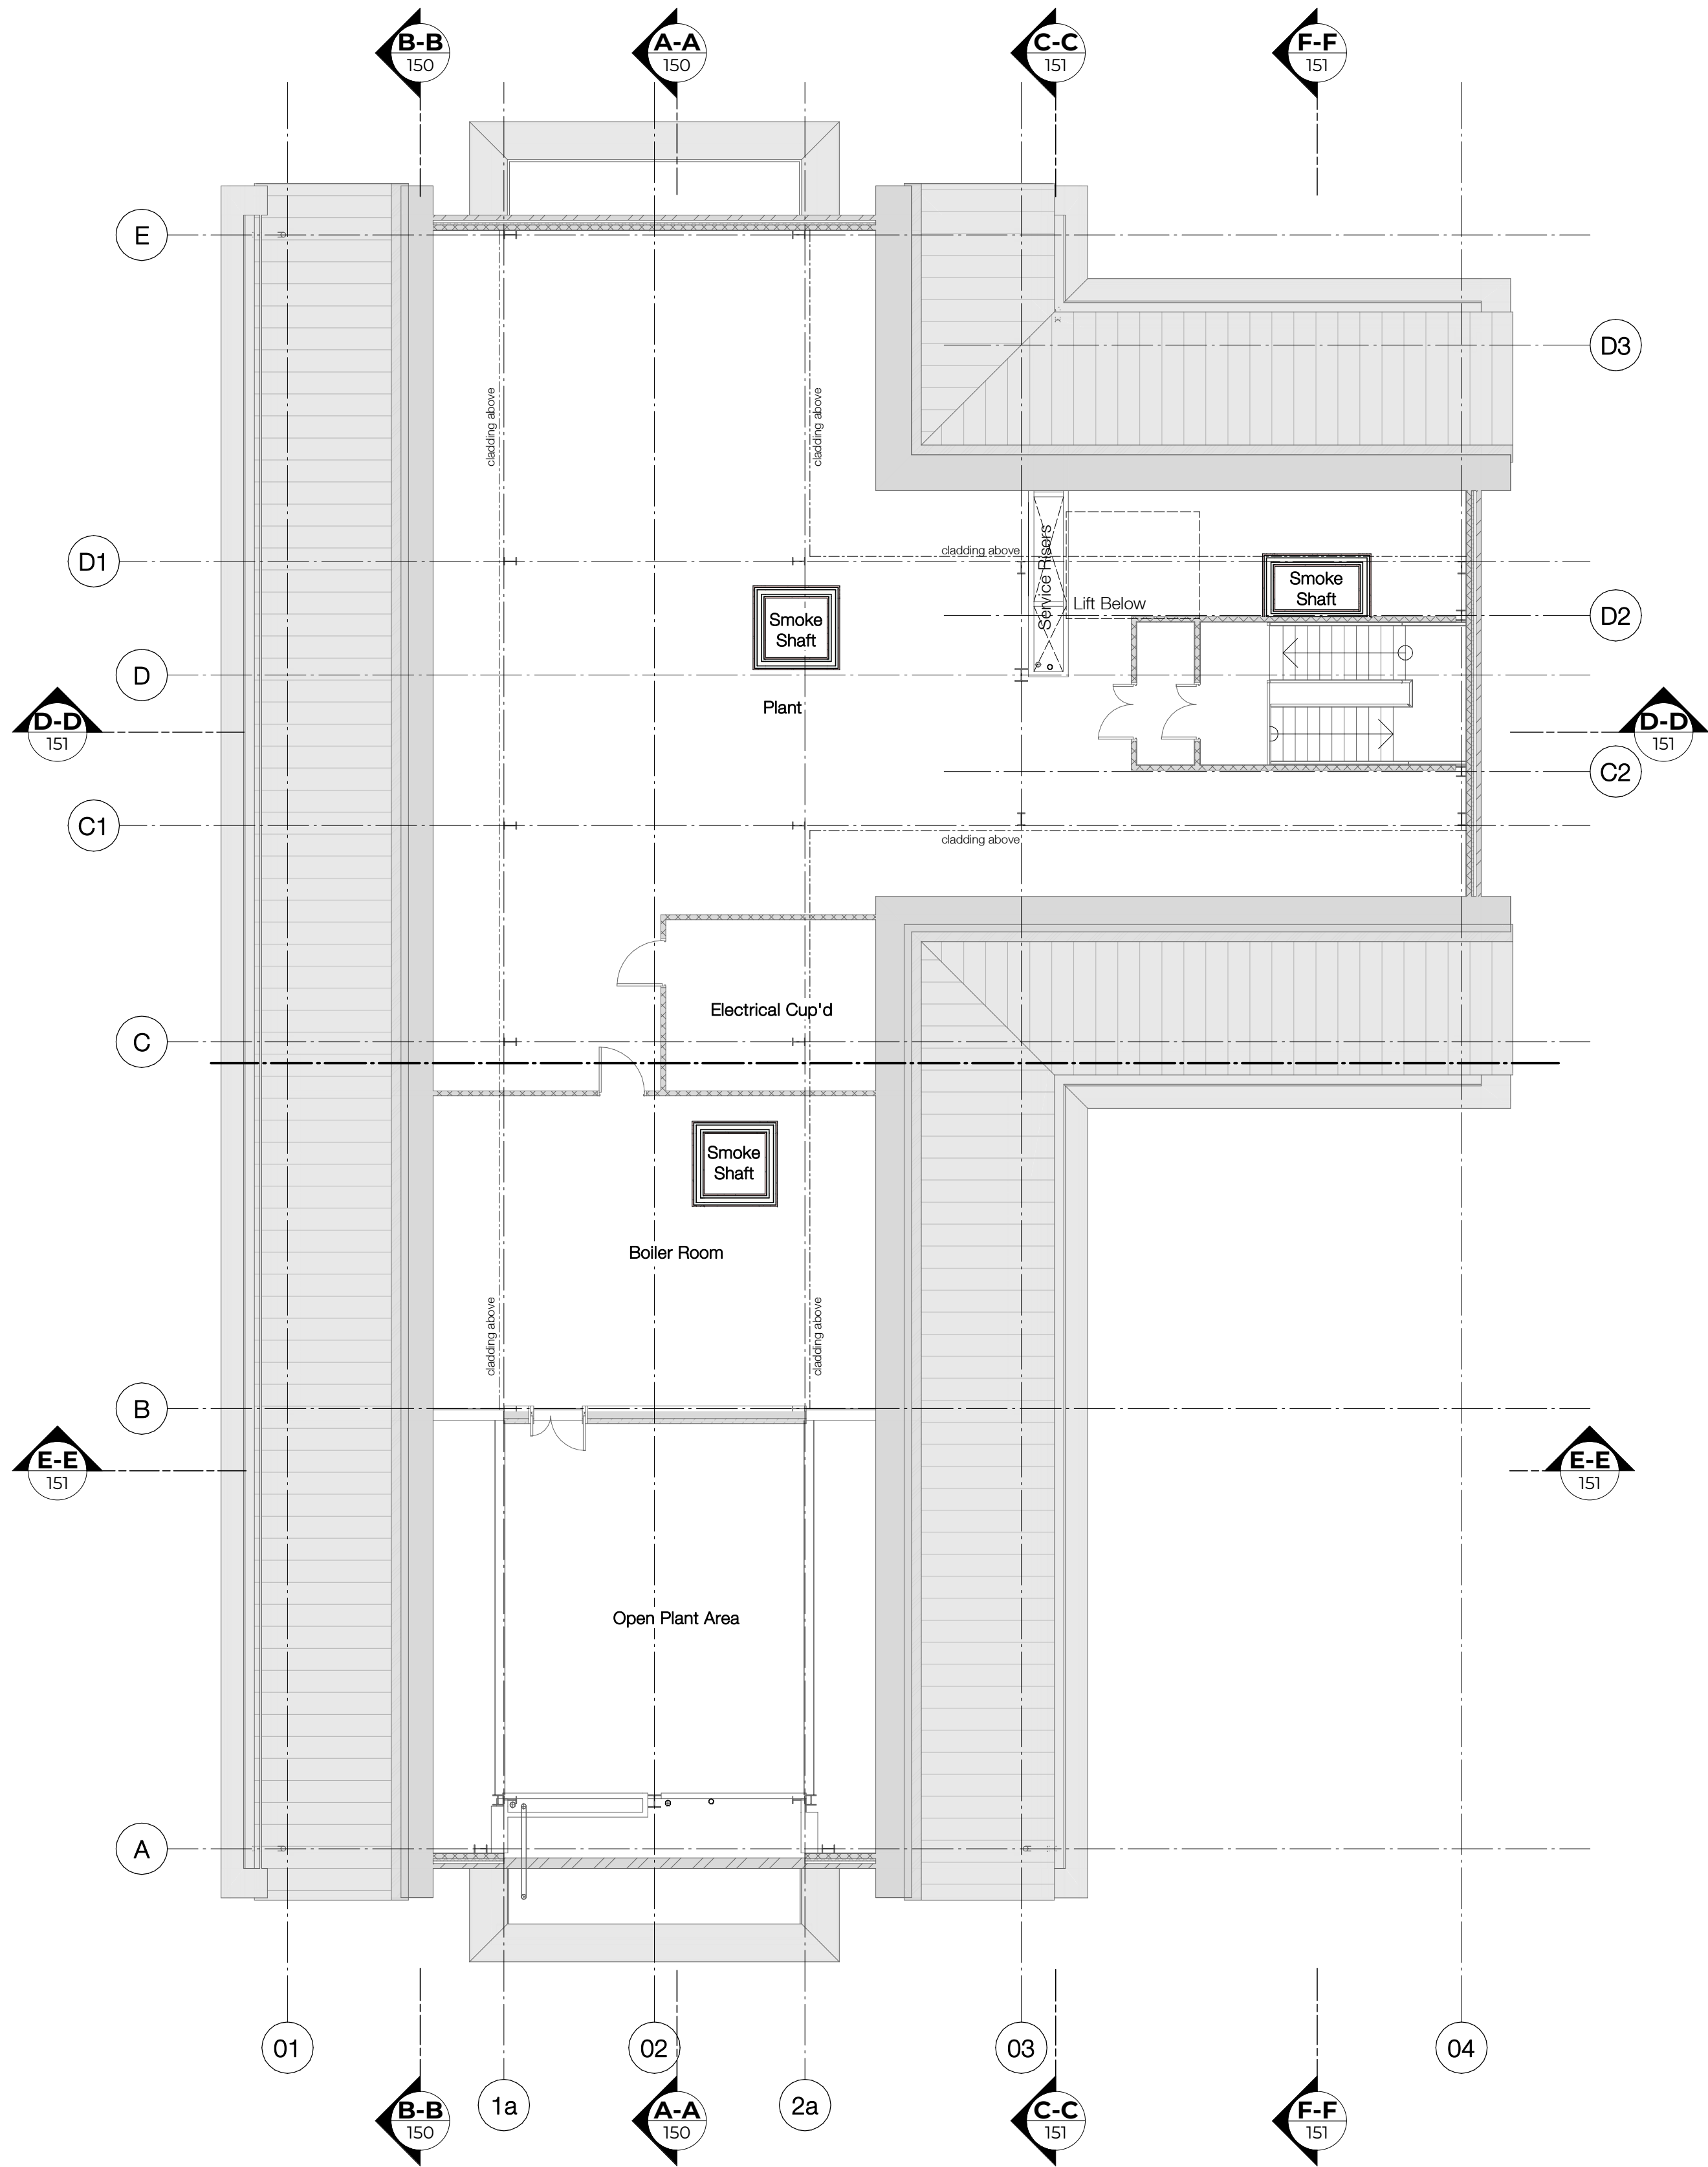 B-B
150
A-A
150
C-C
151
F-F
151
E
D3
cladding above
cladding above
cladding above
Service Risers
D1
Smoke
Shaft
Smoke
Shaft
Lift Below
D2
D
Plant
D-D
151
D-D
151
C2
C1
cladding above
Electrical Cup'd
C
Smoke
Shaft
Boiler Room
cladding above
cladding above
B
E-E
151
E-E
151
Open Plant Area
A
01
02
03
04
1a
2a
B-B
150
A-A
150
C-C
151
F-F
151